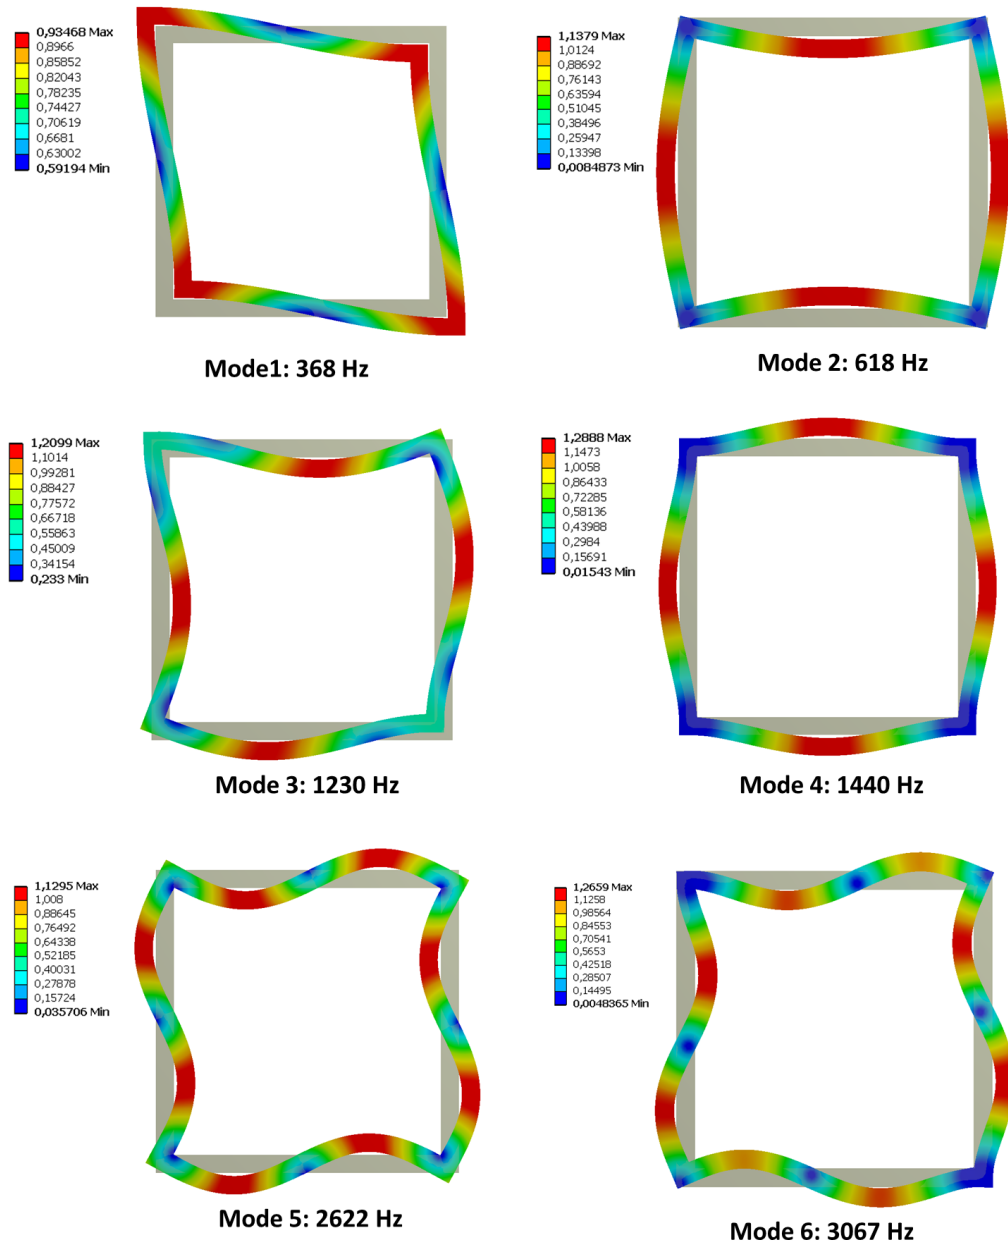 0,93468 Max
0,8966
0,85852
0,82043
0,78235
0,74427
0,70619
0,6681
0,63002
0,59194 Min
1,1379 Max
1,0124
0,88692
0,76143
0,63594
0,51045
0,38496
0,25947
0,13398
0,0084873 Min
Mode1: 368 Hz
Mode 2: 618 Hz
1,2099 Max
1,1014
0,99281
0,88427
0,77572
0,66718
0,55863
0,45009
0,34154
0,233 Min
1,2888 Max
1,1473
1,0058
0,86433
0,72285
0,58136
0,43988
0,2984
0,15691
0,01543 Min
Mode 3: 1230 Hz
Mode 4: 1440 Hz
1,1295 Max
1,008
0,88645
0,76492
0,64338
0,52185
0,40031
0,27878
0,15724
0,035706 Min
1,2659 Max
1,1258
0,98564
0,84553
0,70541
0,5653
0,42518
0,28507
0,14495
0,0048365 Min
Mode 5: 2622 Hz
Mode 6: 3067 Hz